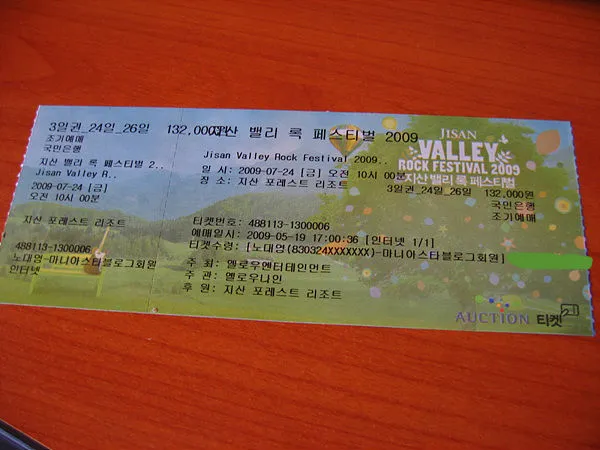 3일권_24일_26일 132,000원
조기예매
국민은행
지산 밸리 록 페스티벌 2..
Jisan Valley R..
2009-07-24 [금]
오전 10시 00분
지산 포레스트 리조트
488113-1300006
노대영-마니아스타블로그회원
인터넷
지산 밸리 록 페스티벌 2009
Jisan Valley Rock Festival 2009..
일 시: 2009-07-24 [금] 오전 10시 00분
장 소: 지산 포레스트 리조트
티켓번호: 488113-1300006
예매일시: 2009-05-19 17:00:36 [인터넷 1/1]
티켓수령: [노대영(830324XXXXXXX)-마니아스타블로그회원]
주 최: 옐로우엔터테인먼트
주 관: 옐로우나인
후 원: 지산 포레스트 리조트
JISAN
VALLEY
ROCK FESTIVAL 2009
지산 밸리 록 페스티벌
3일권_24일_26일 132,000원
국민은행
조기예매
AUCTION 티켓